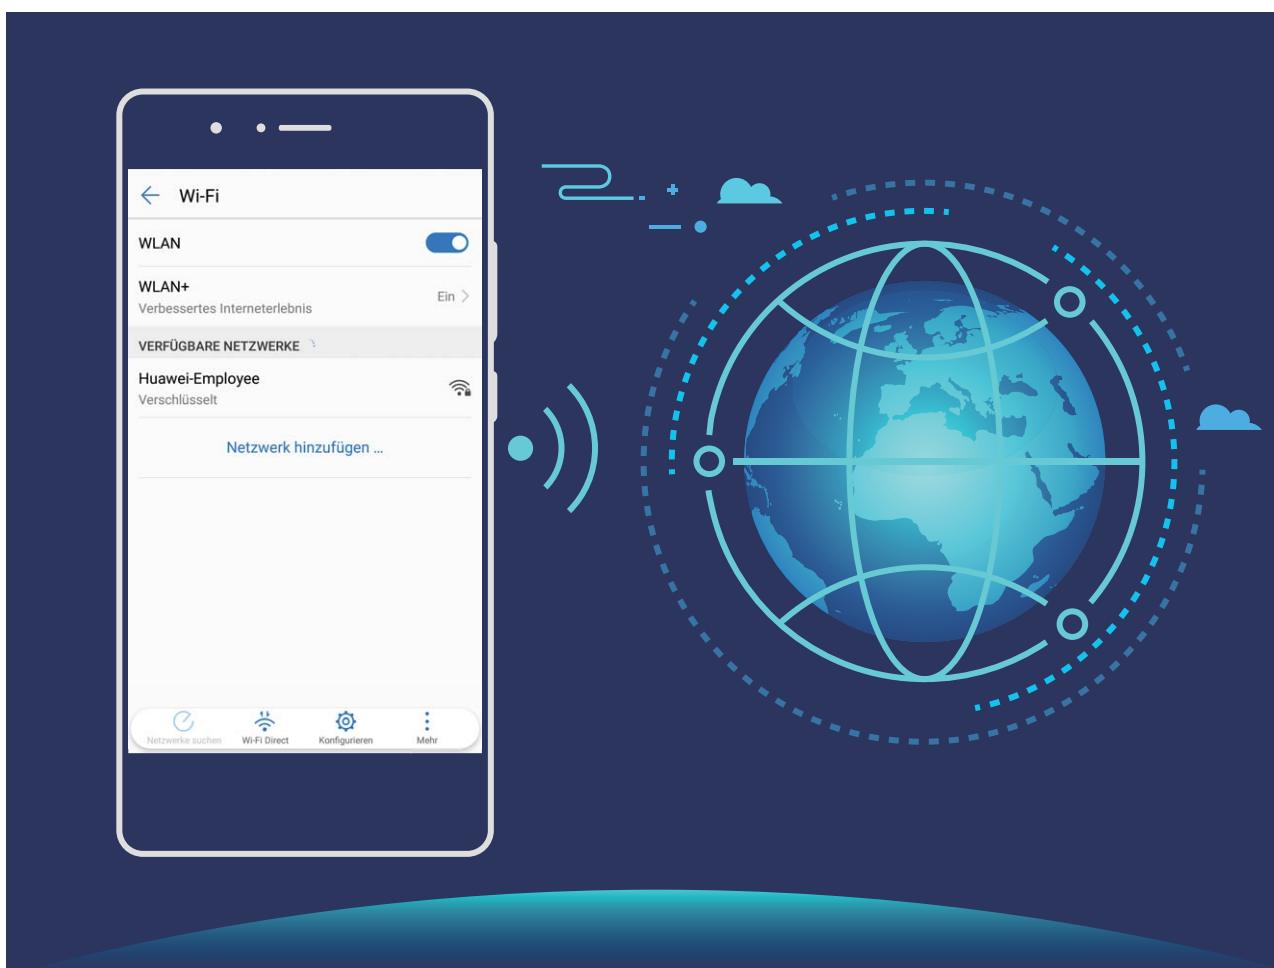 Wi-Fi
WLAN
WLAN+
Verbessertes Interneterlebnis
Ein
VERFÜGBARE NETZWERKE
Huawei-Employee
Verschlüsselt
Netzwerk hinzufügen ...
Netzwerke suchen
Wi-Fi Direct
Konfigurieren
Mehr